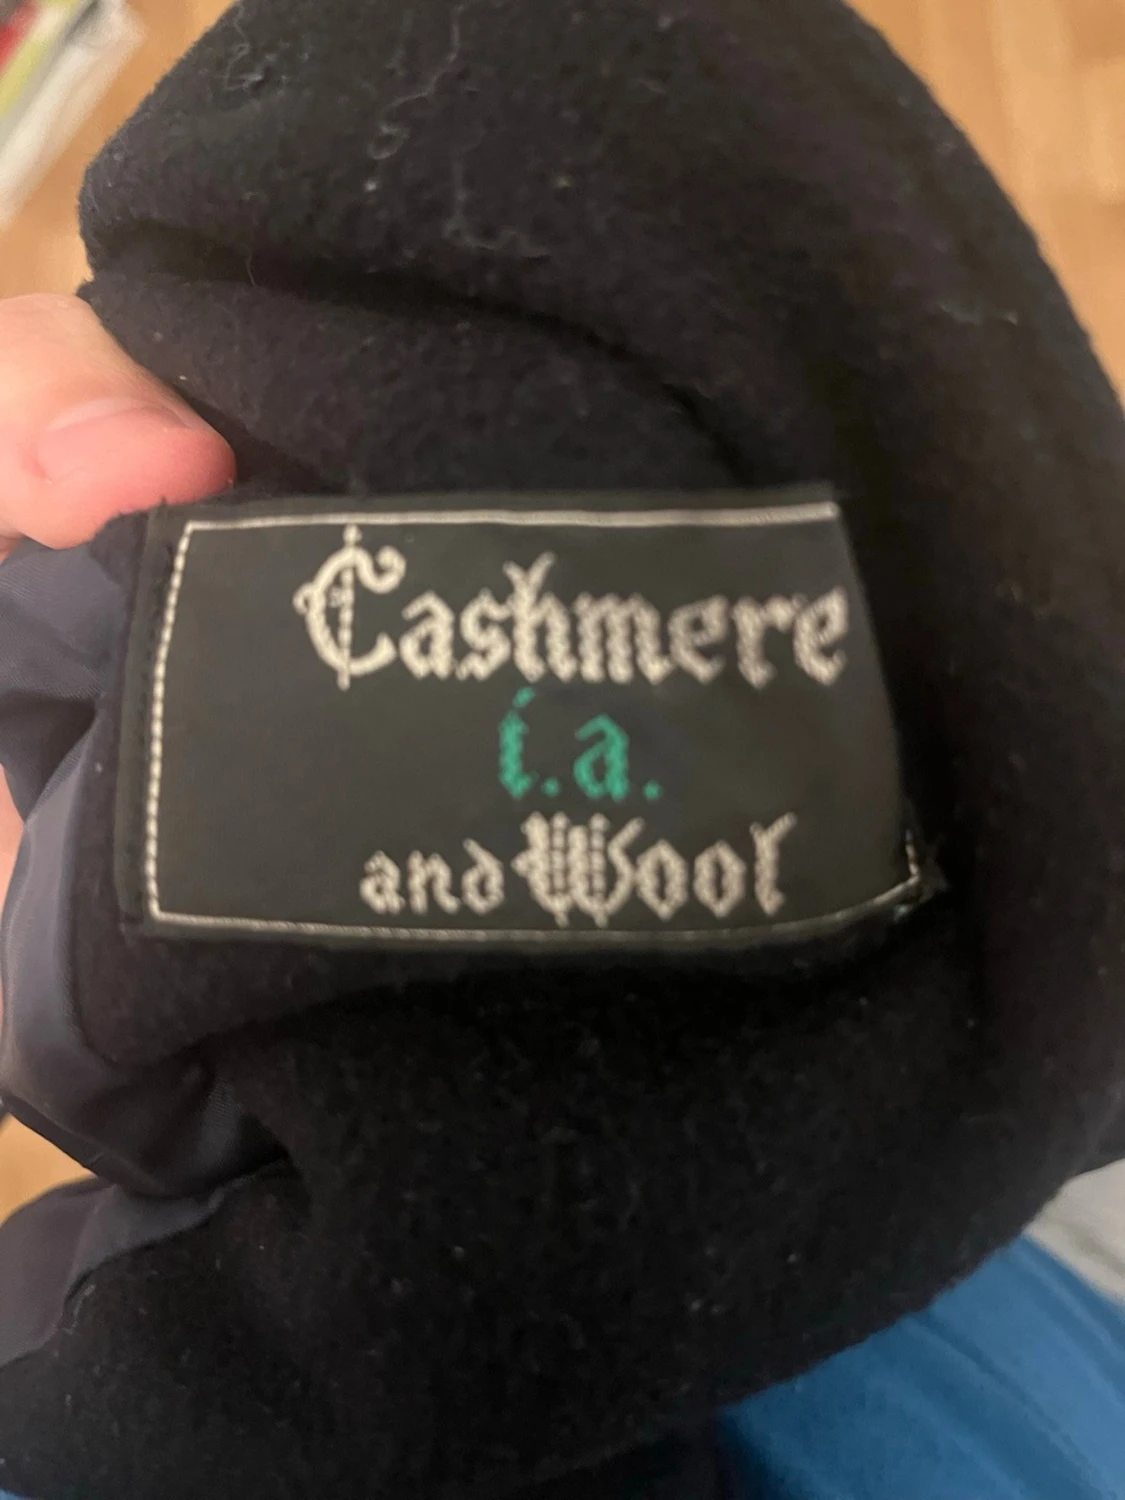 Cashmere
i.a.
and Wool